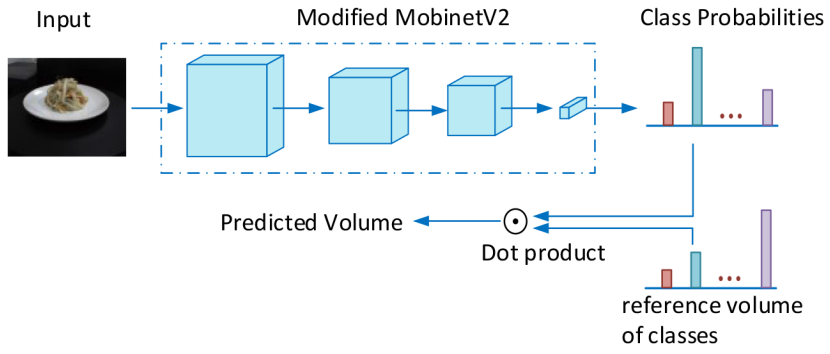 Input
Modified MobinetV2
Class Probabilities
Predicted Volume
Dot product
reference volume
of classes